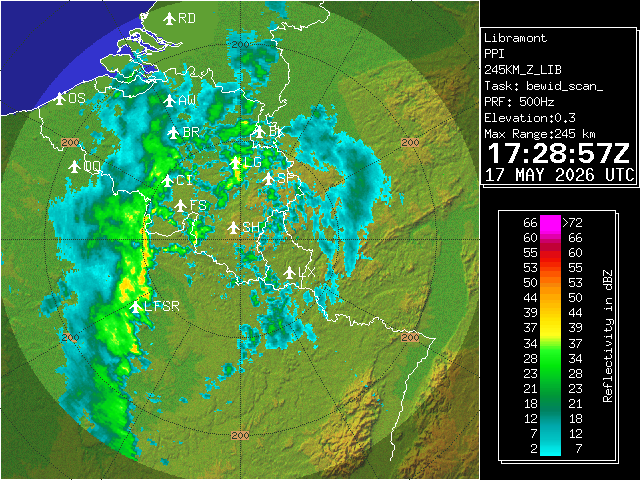 RD
200
OS
AW
BR
BK
200
200
QQ
LG
CI
SP
FS
SH
LX
LFSR
200
200
200
Libramont
PPI
245KM_Z_LIB
Task: bewid_scan_
PRF: 500Hz
Elevation:0.3
Max Range:245 km
17:28:57Z
17 MAY 2026 UTC
66 >72
60 66
55 60
53 55
50 53
44 50
39 44
37 39
34 37
28 34
23 28
21 23
18 21
12 18
7 12
2 7
Reflectivity in dBZ